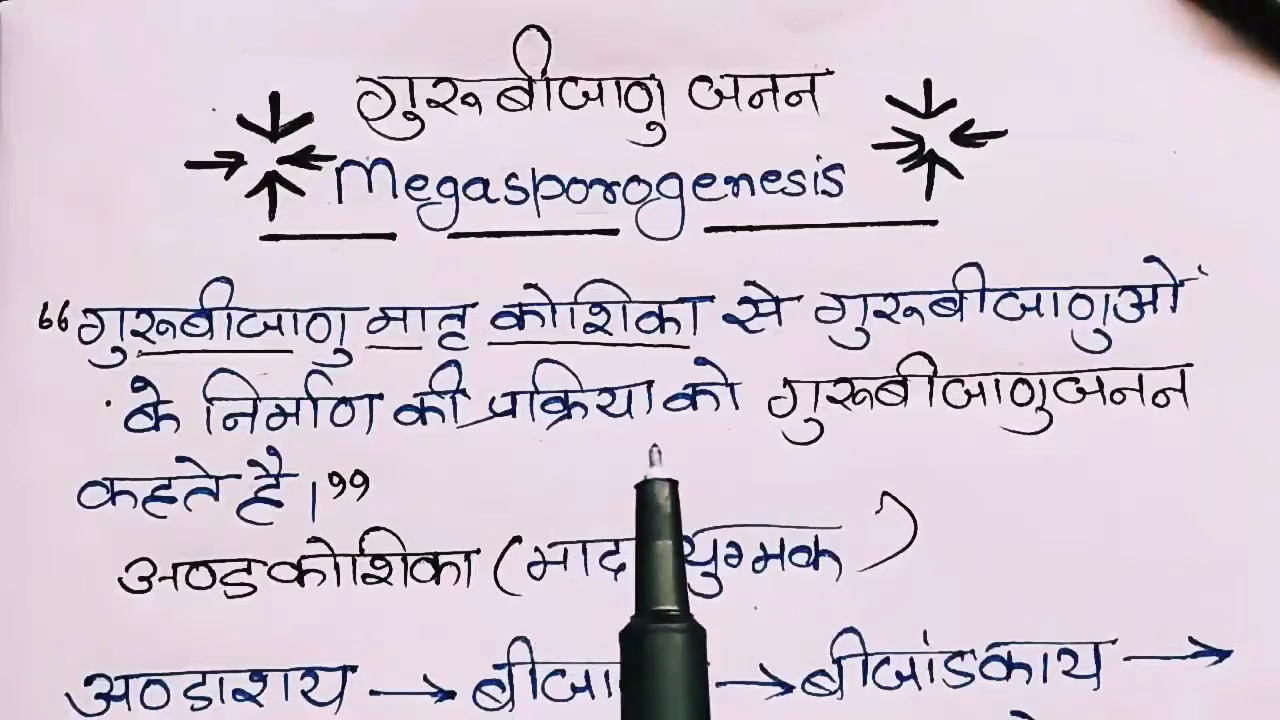 गुरूबीजाणु जनन
Megasporogenesis
“गुरूबीजाणु मातृ कोशिका से गुरूबीजाणुओं
के निर्माण की प्रक्रिया को गुरूबीजाणुजनन
कहते है।”
अण्डकोशिका (माद युग्मक)
अण्डाशय → बीजा → बीजांडकाय →